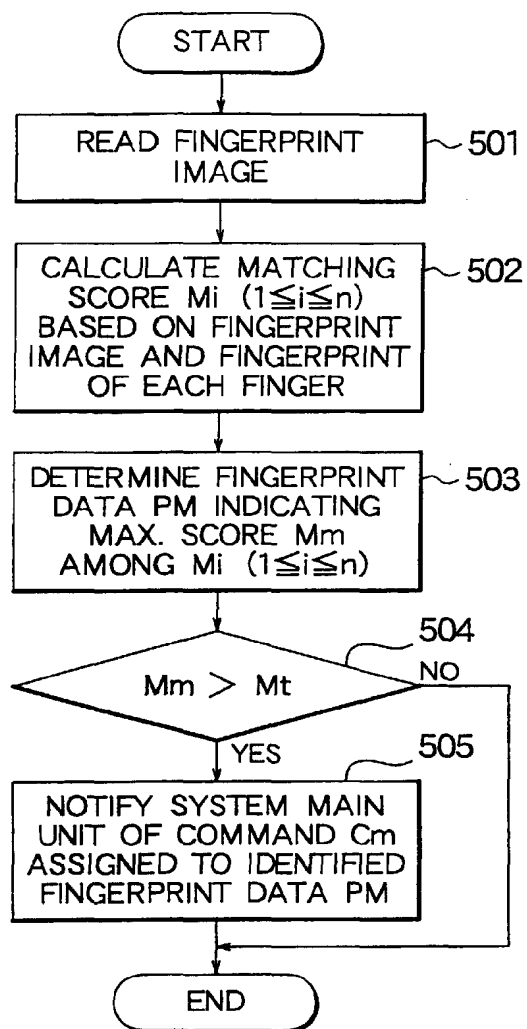 START
READ FINGERPRINT
IMAGE
501
CALCULATE MATCHING
SCORE Mi (1≦i≦n)
BASED ON FINGERPRINT
IMAGE AND FINGERPRINT
OF EACH FINGER
502
DETERMINE FINGERPRINT
DATA PM INDICATING
MAX. SCORE Mm
AMONG Mi (1≦i≦n)
503
504
Mm > Mt
NO
YES
505
NOTIFY SYSTEM MAIN
UNIT OF COMMAND Cm
ASSIGNED TO IDENTIFIED
FINGERPRINT DATA PM
END